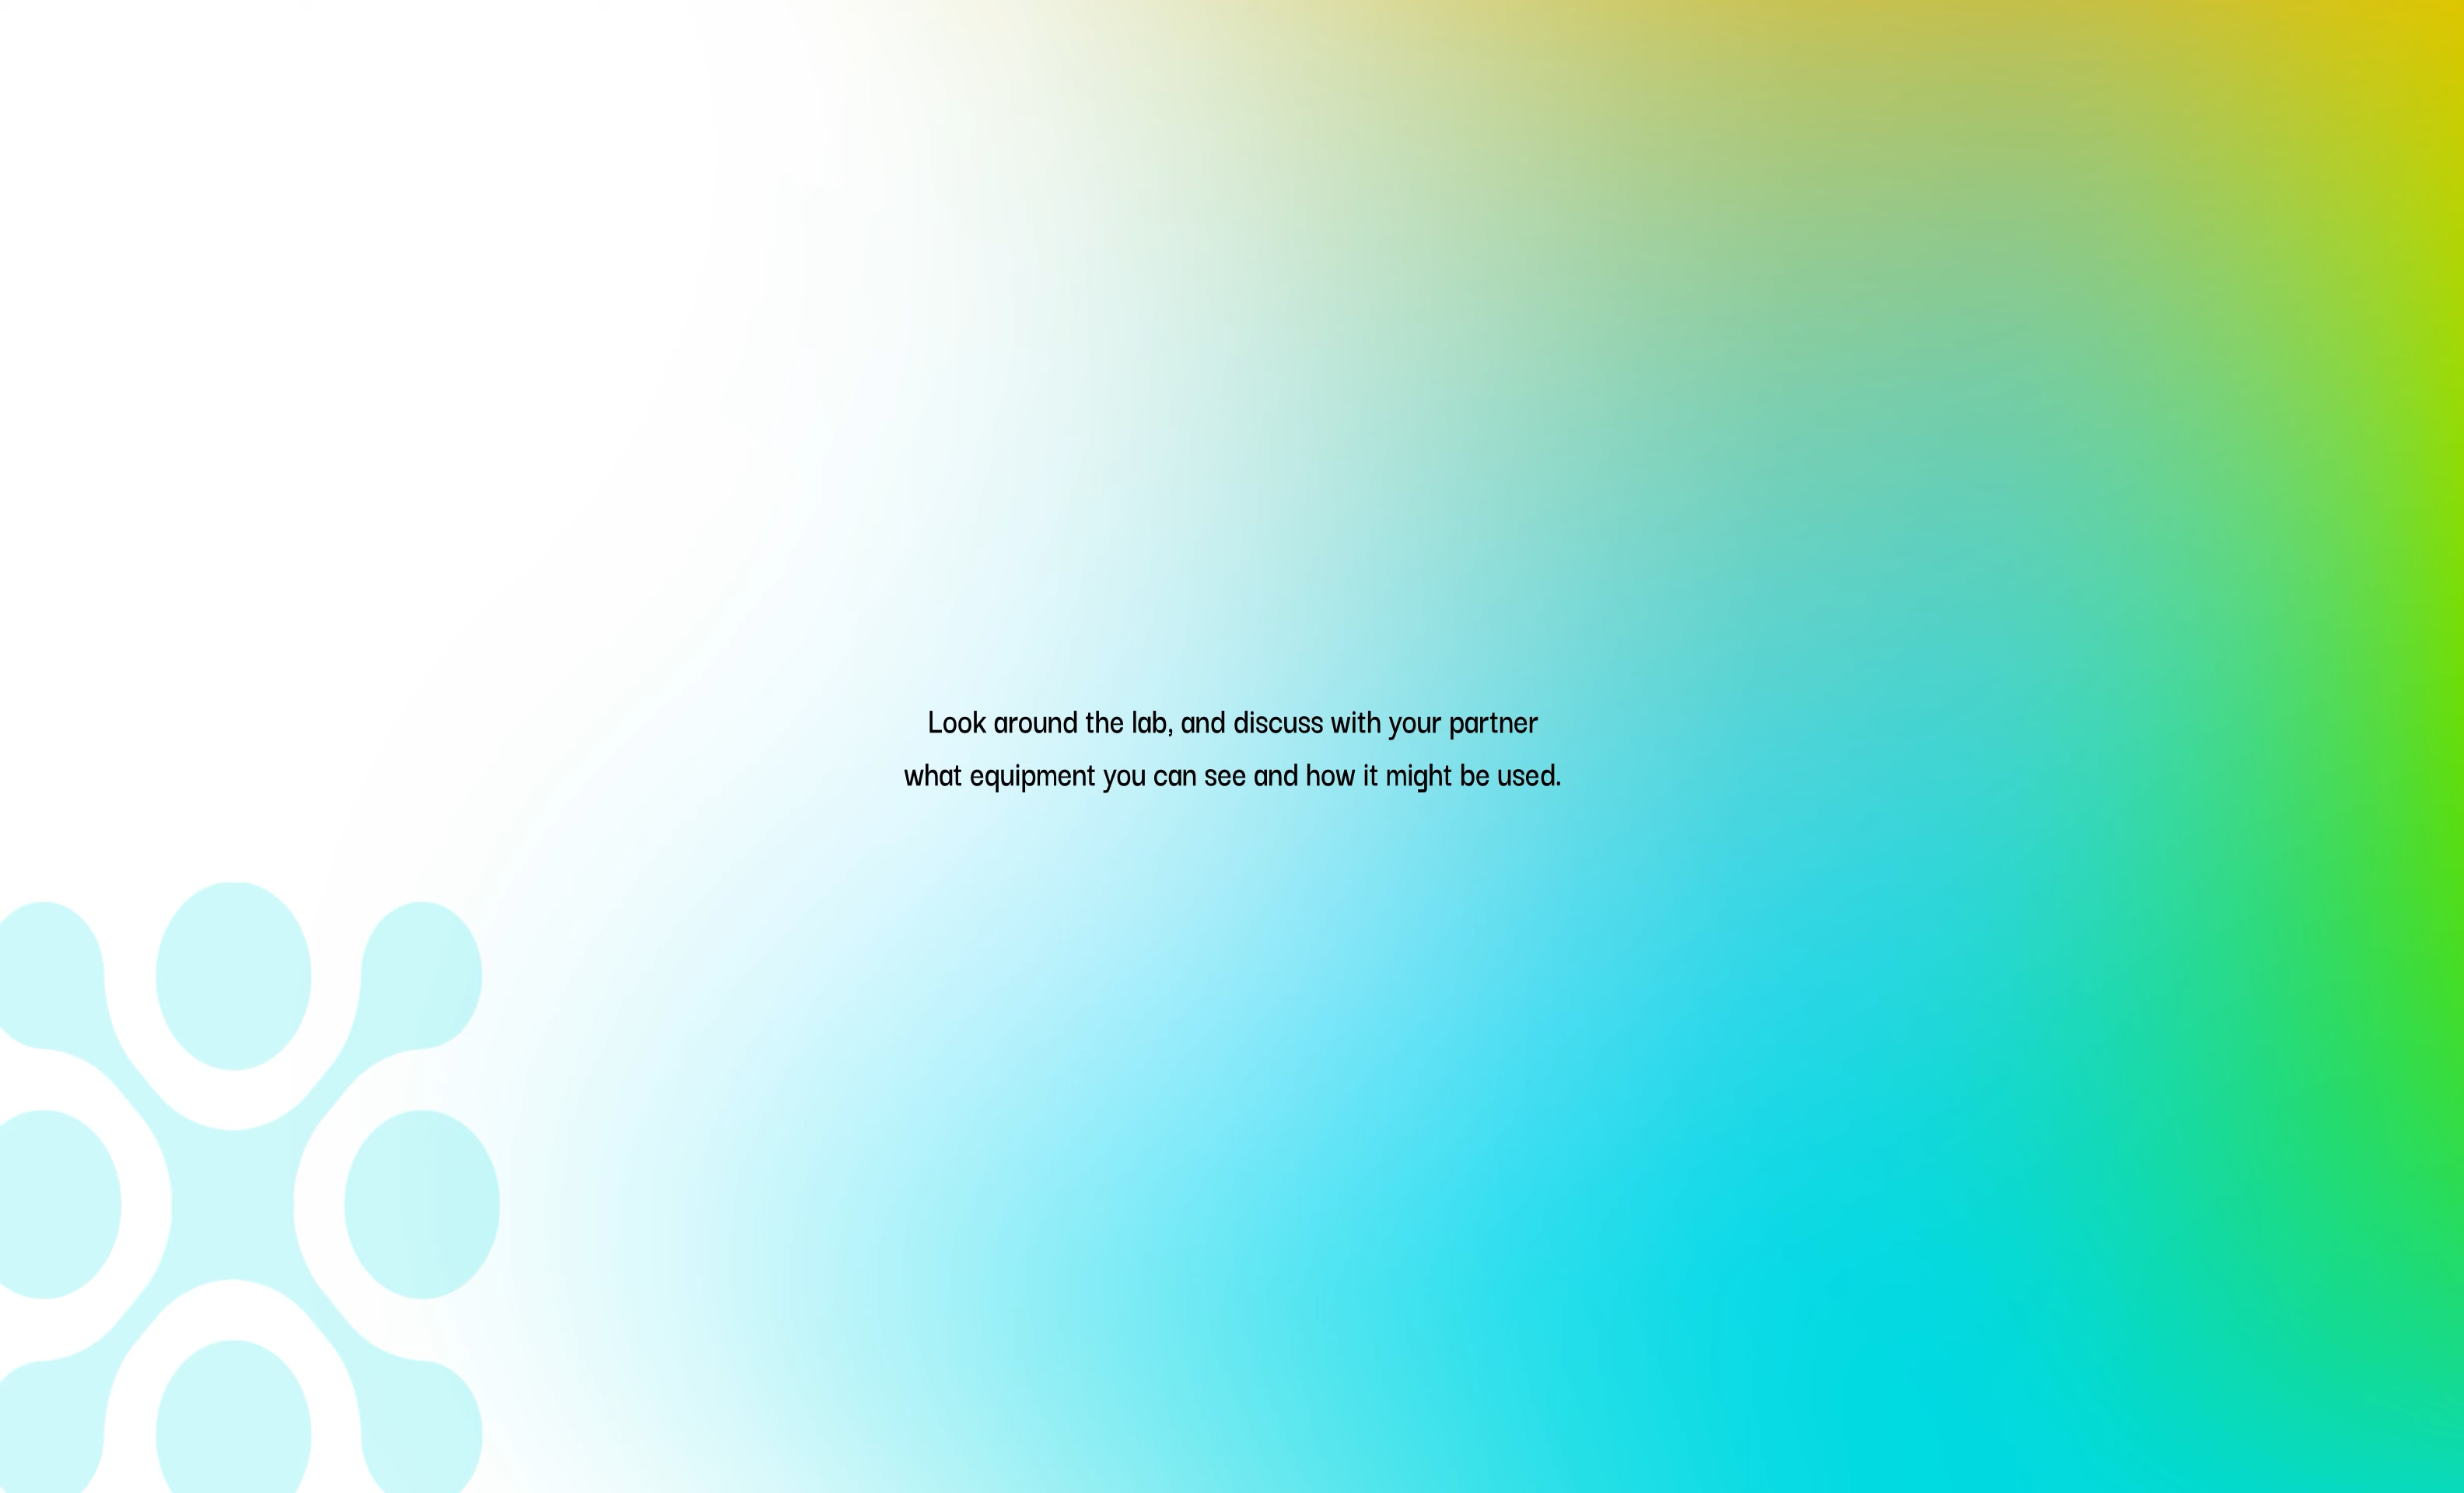 Look around the lab, and discuss with your partner
what equipment you can see and how it might be used.